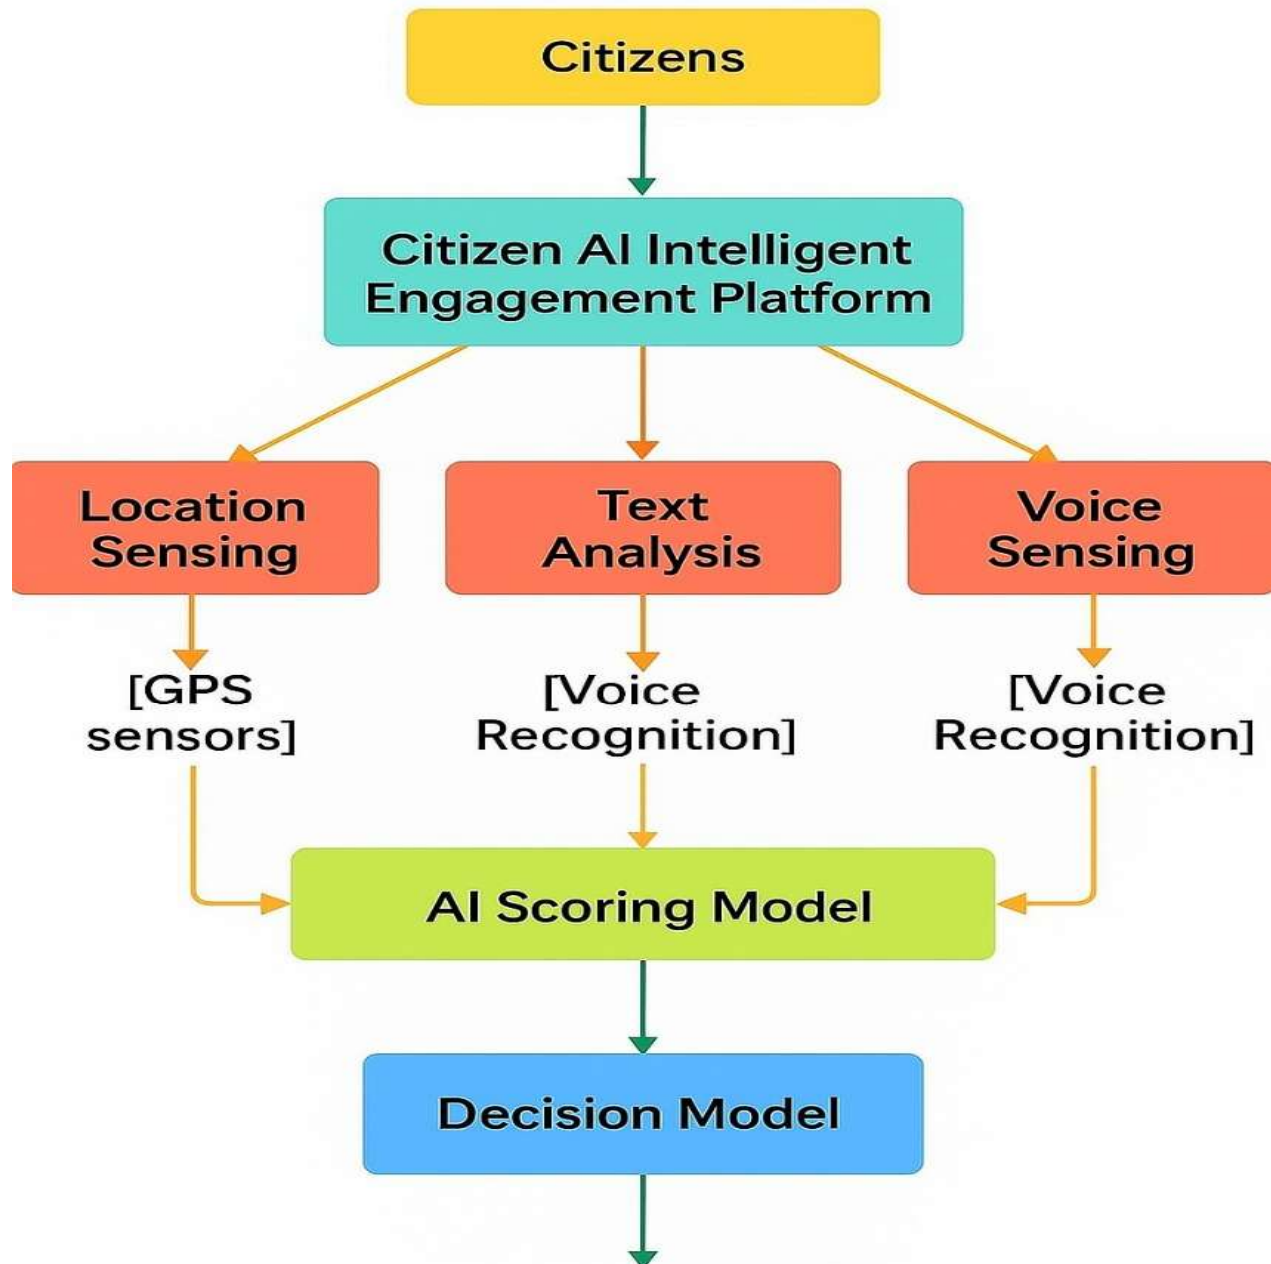 Citizens
Citizen AI Intelligent
Engagement Platform
Location
Sensing
Text
Analysis
Voice
Sensing
[GPS
sensors]
[Voice
Recognition]
[Voice
Recognition]
AI Scoring Model
Decision Model